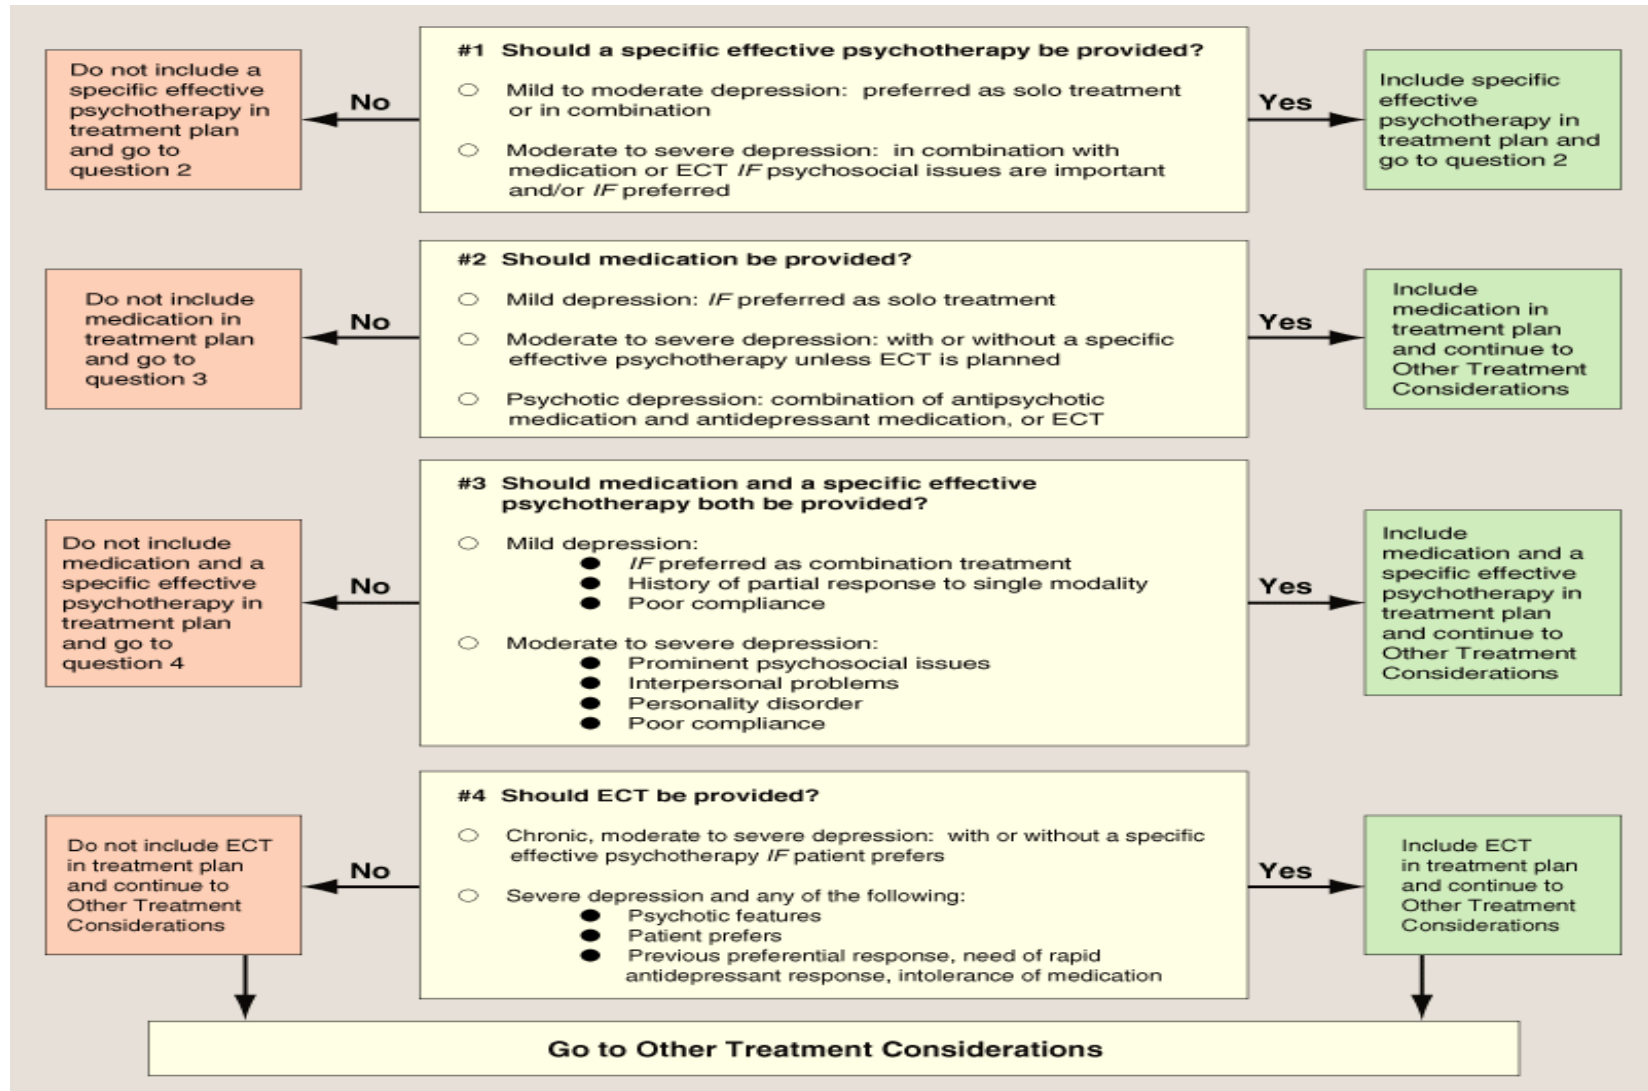 Do not include a
specific effective
psychotherapy in
treatment plan
and go to
question 2
No
#1 Should a specific effective psychotherapy be provided?
○ Mild to moderate depression: preferred as solo treatment
or in combination
○ Moderate to severe depression: in combination with
medication or ECT IF psychosocial issues are important
and/or IF preferred
Yes
Include specific
effective
psychotherapy in
treatment plan and
go to question 2
Do not include
medication in
treatment plan
and go to
question 3
No
#2 Should medication be provided?
○ Mild depression: IF preferred as solo treatment
○ Moderate to severe depression: with or without a specific
effective psychotherapy unless ECT is planned
○ Psychotic depression: combination of antipsychotic
medication and antidepressant medication, or ECT
Yes
Include
medication in
treatment plan
and continue to
Other Treatment
Considerations
Do not include
medication and a
specific effective
psychotherapy in
treatment plan
and go to
question 4
No
#3 Should medication and a specific effective
psychotherapy both be provided?
○ Mild depression:
● IF preferred as combination treatment
● History of partial response to single modality
● Poor compliance
○ Moderate to severe depression:
● Prominent psychosocial issues
● Interpersonal problems
● Personality disorder
● Poor compliance
Yes
Include
medication and a
specific effective
psychotherapy in
treatment plan
and continue to
Other Treatment
Considerations
Do not include ECT
in treatment plan
and continue to
Other Treatment
Considerations
No
#4 Should ECT be provided?
○ Chronic, moderate to severe depression: with or without a specific
effective psychotherapy IF patient prefers
○ Severe depression and any of the following:
● Psychotic features
● Patient prefers
● Previous preferential response, need of rapid
antidepressant response, intolerance of medication
Yes
Include ECT
in treatment plan
and continue to
Other Treatment
Considerations
Go to Other Treatment Considerations